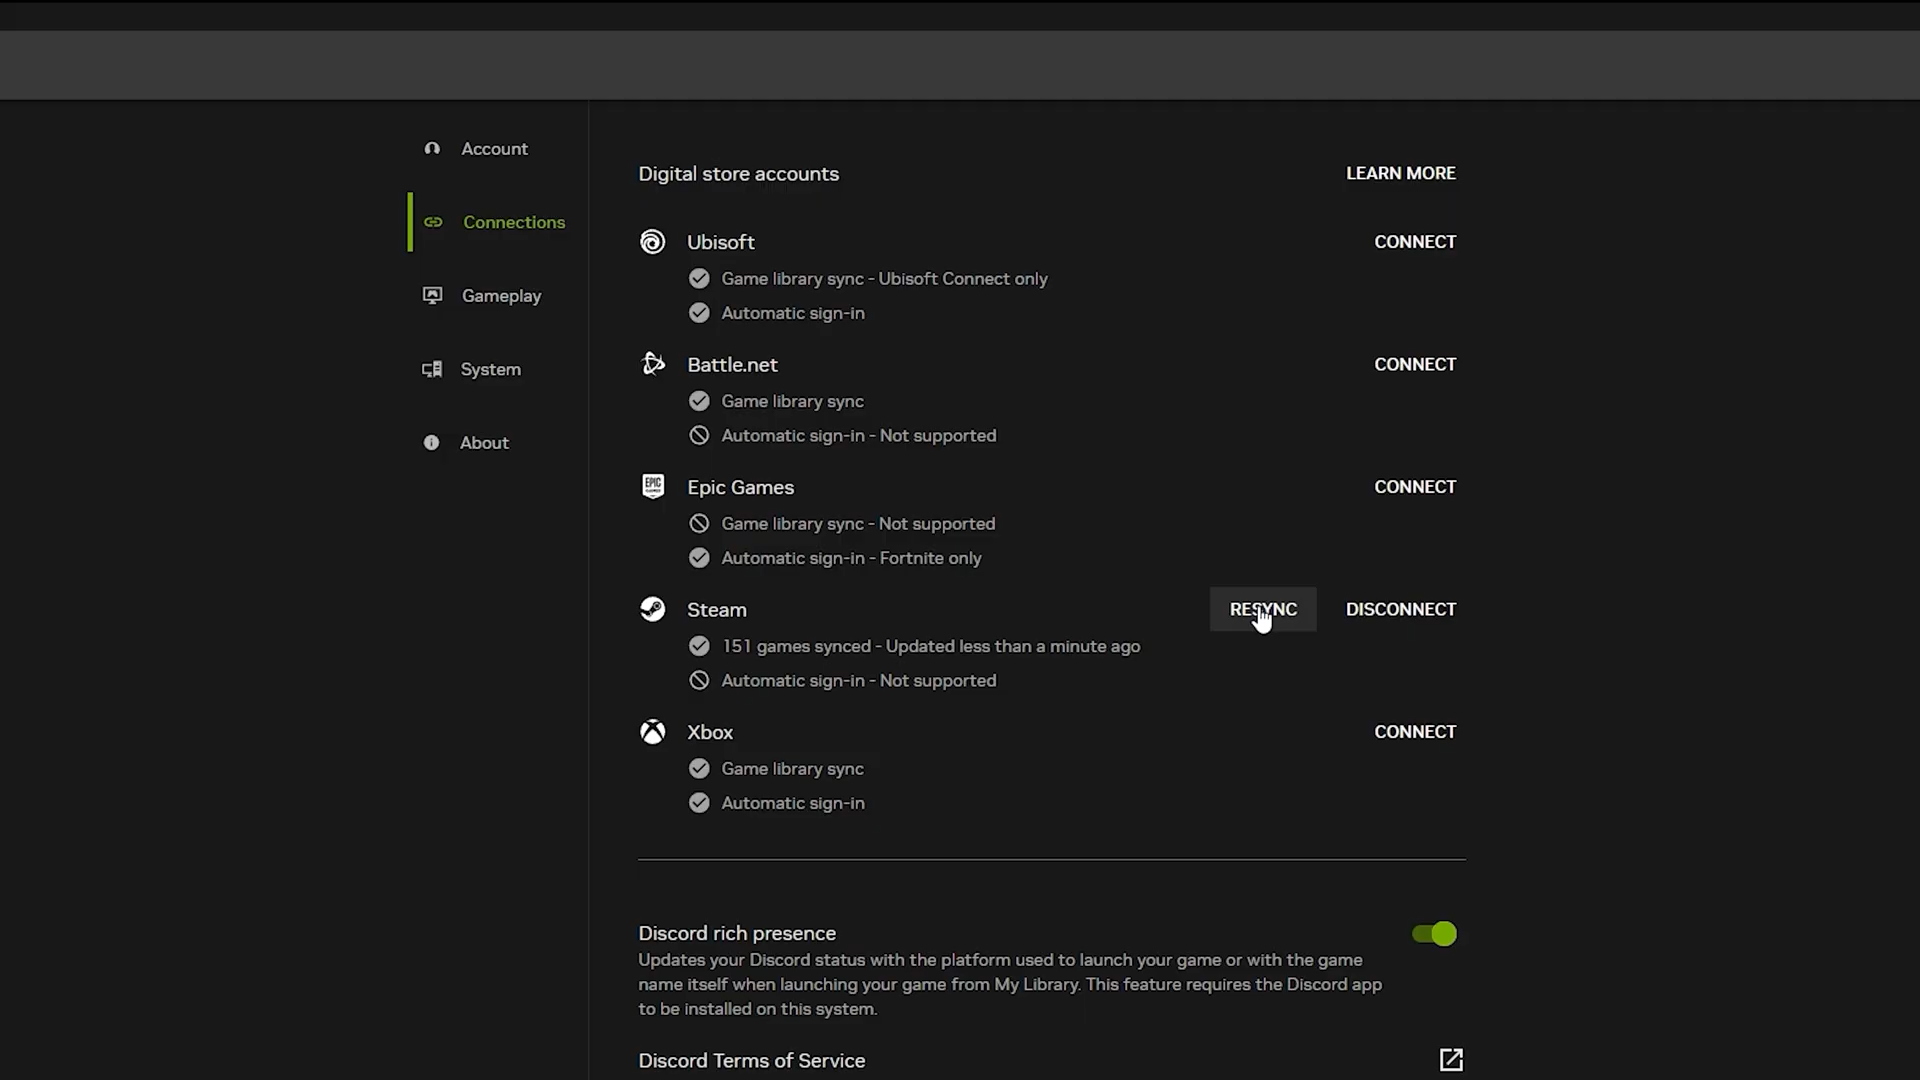 Account
Connections
Gameplay
System
About
Digital store accounts
LEARN MORE
Ubisoft
CONNECT
Game library sync - Ubisoft Connect only
Automatic sign-in
Battle.net
CONNECT
Game library sync
Automatic sign-in - Not supported
EPIC
Epic Games
CONNECT
Game library sync - Not supported
Automatic sign-in - Fortnite only
Steam
RESYNC
DISCONNECT
151 games synced - Updated less than a minute ago
Automatic sign-in - Not supported
Xbox
CONNECT
Game library sync
Automatic sign-in
Discord rich presence
Updates your Discord status with the platform used to launch your game or with the game
name itself when launching your game from My Library. This feature requires the Discord app
to be installed on this system.
Discord Terms of Service